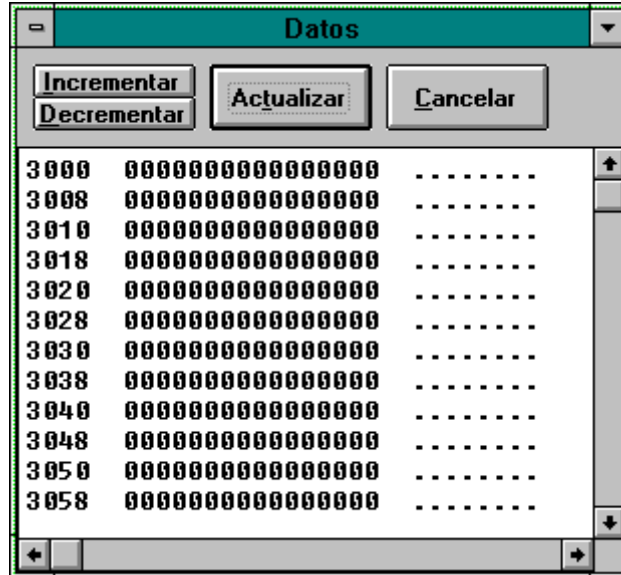 Datos
Incrementar
Decrementar
Actualizar
Cancelar
3000 0000000000000000 ........
3008 0000000000000000 ........
3010 0000000000000000 ........
3018 0000000000000000 ........
3020 0000000000000000 ........
3028 0000000000000000 ........
3030 0000000000000000 ........
3038 0000000000000000 ........
3040 0000000000000000 ........
3048 0000000000000000 ........
3050 0000000000000000 ........
3058 0000000000000000 ........